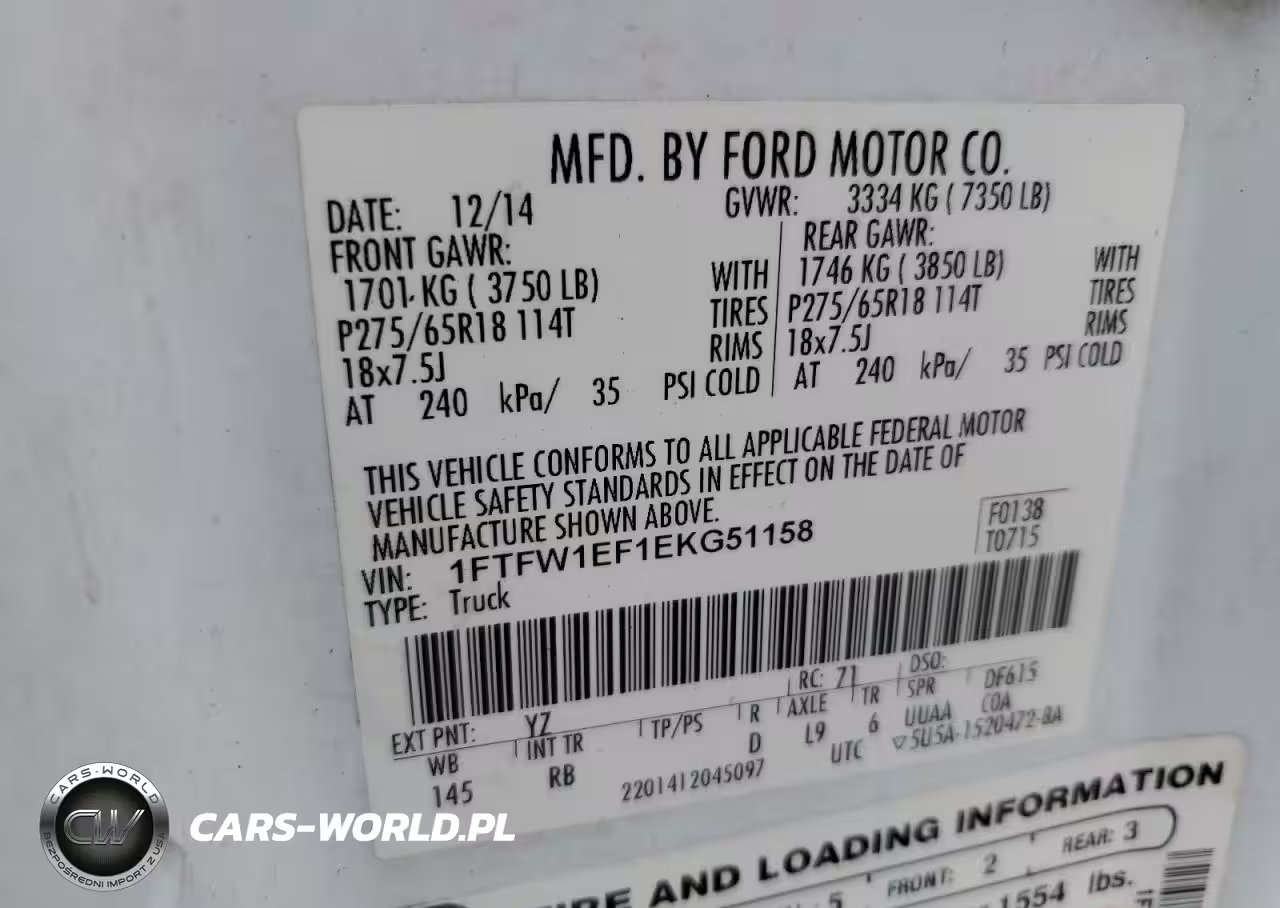 MFD. BY FORD MOTOR CO.
DATE: 12/14 GVWR: 3334 KG ( 7350 LB)
FRONT GAWR: REAR GAWR:
1701 KG ( 3750 LB) WITH 1746 KG ( 3850 LB) WITH
P275/65R18 114T TIRES P275/65R18 114T TIRES
18x7.5J RIMS 18x7.5J RIMS
AT 240 kPa/ 35 PSI COLD AT 240 kPa/ 35 PSI COLD
THIS VEHICLE CONFORMS TO ALL APPLICABLE FEDERAL MOTOR
VEHICLE SAFETY STANDARDS IN EFFECT ON THE DATE OF
MANUFACTURE SHOWN ABOVE.
F0138
T0715
VIN: 1FTFW1EF1EKG51158
TYPE: Truck
EXT PNT: YZ RC: 71 DSO:
WB INT TR TP/PS R AXLE TR SPR DF615
145 RB D L9 6 UUAA COA
2201412045097 UTC ▽5U5A-1520472-BA
AND LOADING INFORMATION
5 FRONT: 2 REAR: 3
1554 lbs.
CARS-WORLD
CW
BEZPOŚREDNI IMPORT Z USA
CARS-WORLD.PL